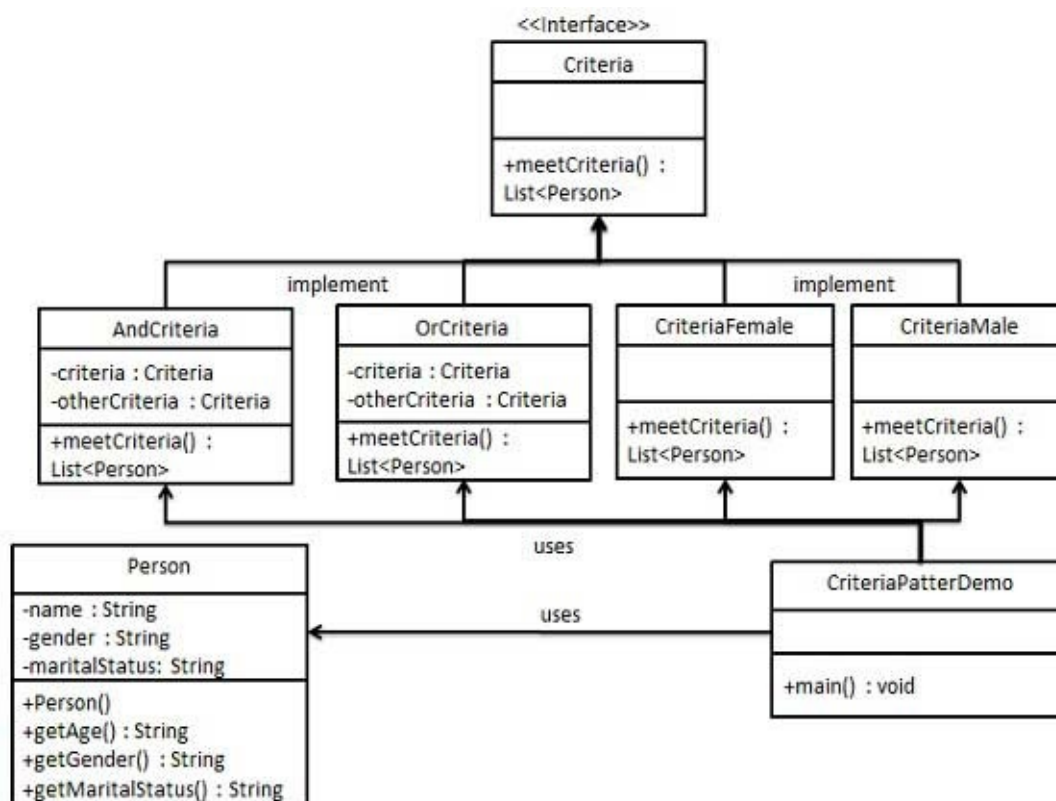 <<Interface>>
Criteria
+meetCriteria() :
List<Person>
implement
implement
AndCriteria
-criteria : Criteria
-otherCriteria : Criteria
+meetCriteria() :
List<Person>
OrCriteria
-criteria : Criteria
-otherCriteria : Criteria
+meetCriteria() :
List<Person>
CriteriaFemale
+meetCriteria() :
List<Person>
CriteriaMale
+meetCriteria() :
List<Person>
uses
Person
-name : String
-gender : String
-maritalStatus: String
+Person()
+getAge() : String
+getGender() : String
+getMaritalStatus() : String
uses
CriteriaPatterDemo
+main() : void